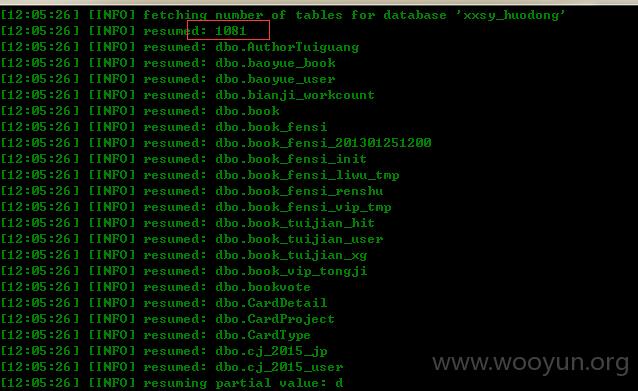 [12:05:26] [INFO] fetching number of tables for database 'xxsy_huodong'
[12:05:26] [INFO] resumed: 1081
[12:05:26] [INFO] resumed: dbo.AuthorTuiguang
[12:05:26] [INFO] resumed: dbo.baoyue_book
[12:05:26] [INFO] resumed: dbo.baoyue_user
[12:05:26] [INFO] resumed: dbo.bianji_workcount
[12:05:26] [INFO] resumed: dbo.book
[12:05:26] [INFO] resumed: dbo.book_fensi
[12:05:26] [INFO] resumed: dbo.book_fensi_201301251200
[12:05:26] [INFO] resumed: dbo.book_fensi_init
[12:05:26] [INFO] resumed: dbo.book_fensi_liwu_tmp
[12:05:26] [INFO] resumed: dbo.book_fensi_renshu
[12:05:26] [INFO] resumed: dbo.book_fensi_vip_tmp
[12:05:26] [INFO] resumed: dbo.book_tuijian_hit
[12:05:26] [INFO] resumed: dbo.book_tuijian_user
[12:05:26] [INFO] resumed: dbo.book_tuijian_xg
[12:05:26] [INFO] resumed: dbo.book_vip_tongji
[12:05:26] [INFO] resumed: dbo.bookvote
[12:05:26] [INFO] resumed: dbo.CardDetail
[12:05:26] [INFO] resumed: dbo.CardProject
[12:05:26] [INFO] resumed: dbo.CardType
[12:05:26] [INFO] resumed: dbo.cj_2015_jp
[12:05:26] [INFO] resumed: dbo.cj_2015_user
[12:05:26] [INFO] resuming partial value: d
www.wooyun.org